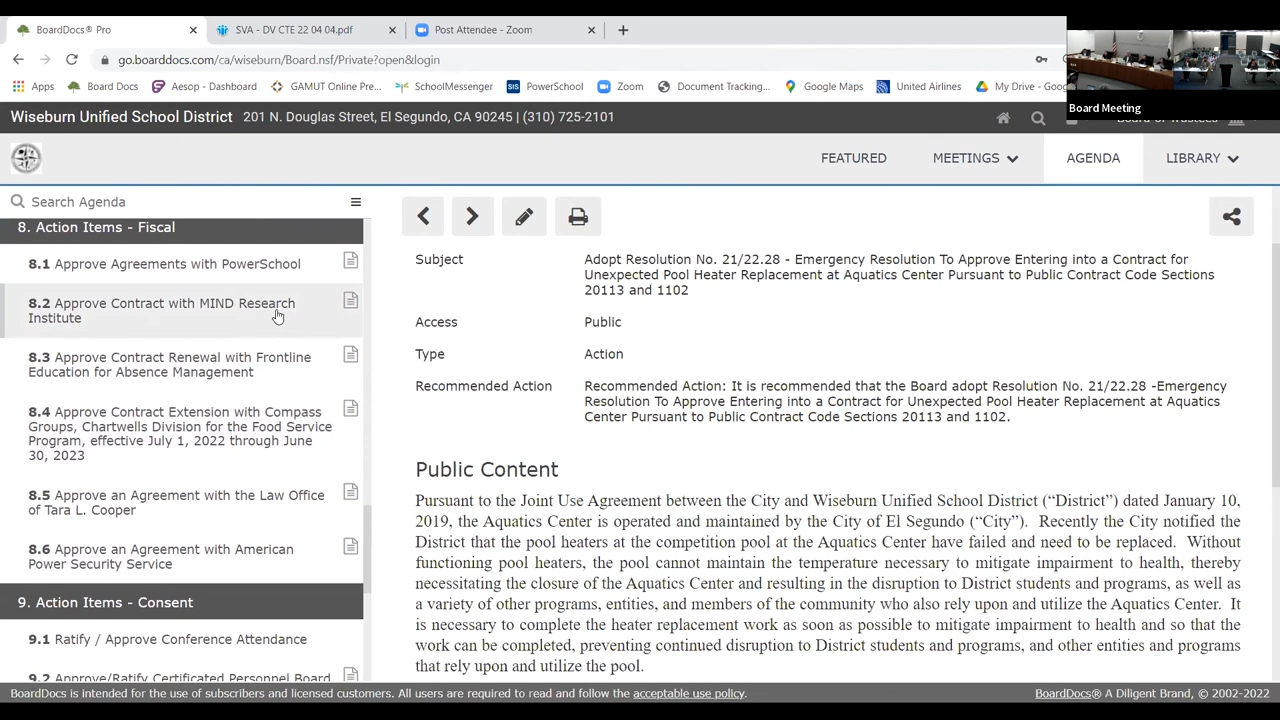 BoardDocs® Pro
SVA - DV CTE 22 04 04.pdf
Post Attendee - Zoom
go.boarddocs.com/ca/wiseburn/Board.nsf/Private?open&login
Apps
Board Docs
Aesop - Dashboard
GAMUT Online Pre...
SchoolMessenger
SIS
PowerSchool
Zoom
Document Tracking...
Google Maps
United Airlines
My Drive - Goog
Board Meeting
Wiseburn Unified School District 201 N. Douglas Street, El Segundo, CA 90245 | (310) 725-2101
Board of Trustees
FEATURED
MEETINGS
AGENDA
LIBRARY
Search Agenda
8. Action Items - Fiscal
8.1 Approve Agreements with PowerSchool
8.2 Approve Contract with MIND Research
Institute
8.3 Approve Contract Renewal with Frontline
Education for Absence Management
8.4 Approve Contract Extension with Compass
Groups, Chartwells Division for the Food Service
Program, effective July 1, 2022 through June
30, 2023
8.5 Approve an Agreement with the Law Office
of Tara L. Cooper
8.6 Approve an Agreement with American
Power Security Service
9. Action Items - Consent
9.1 Ratify / Approve Conference Attendance
9.2 Approve/Ratify Certificated Personnel Board
Subject
Adopt Resolution No. 21/22.28 - Emergency Resolution To Approve Entering into a Contract for
Unexpected Pool Heater Replacement at Aquatics Center Pursuant to Public Contract Code Sections
20113 and 1102
Access
Public
Type
Action
Recommended Action
Recommended Action: It is recommended that the Board adopt Resolution No. 21/22.28 -Emergency
Resolution To Approve Entering into a Contract for Unexpected Pool Heater Replacement at Aquatics
Center Pursuant to Public Contract Code Sections 20113 and 1102.
Public Content
Pursuant to the Joint Use Agreement between the City and Wiseburn Unified School District (“District”) dated January 10,
2019, the Aquatics Center is operated and maintained by the City of El Segundo (“City”). Recently the City notified the
District that the pool heaters at the competition pool at the Aquatics Center have failed and need to be replaced. Without
functioning pool heaters, the pool cannot maintain the temperature necessary to mitigate impairment to health, thereby
necessitating the closure of the Aquatics Center and resulting in the disruption to District students and programs, as well as
a variety of other programs, entities, and members of the community who also rely upon and utilize the Aquatics Center. It
is necessary to complete the heater replacement work as soon as possible to mitigate impairment to health and so that the
work can be completed, preventing continued disruption to District students and programs, and other entities and programs
that rely upon and utilize the pool.
BoardDocs is intended for the use of subscribers and licensed customers. All users are required to read and follow the acceptable use policy.
BoardDocs® A Diligent Brand, © 2002-2022